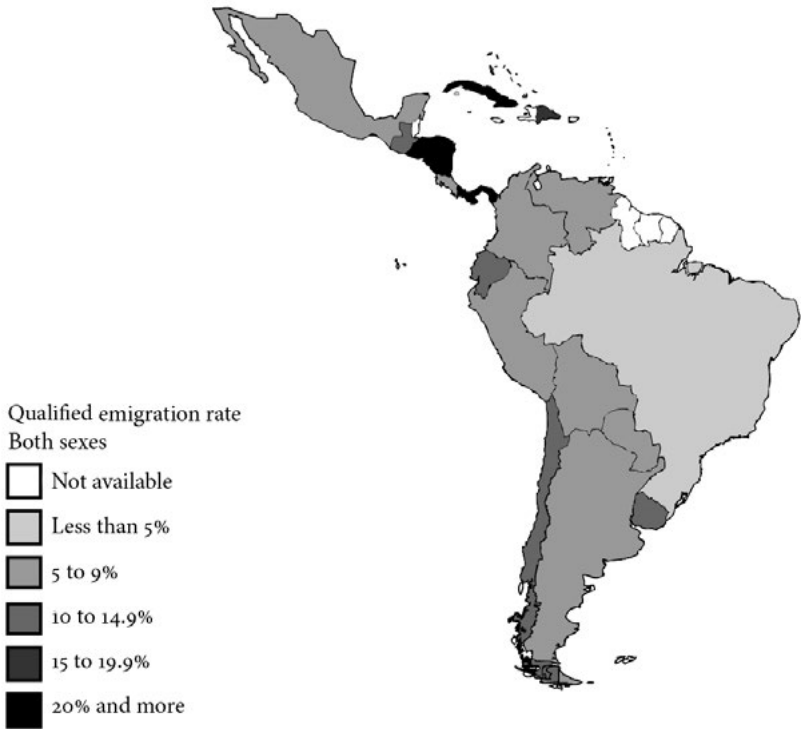 Qualified emigration rate
Both sexes
Not available
Less than 5%
5 to 9%
10 to 14.9%
15 to 19.9%
20% and more